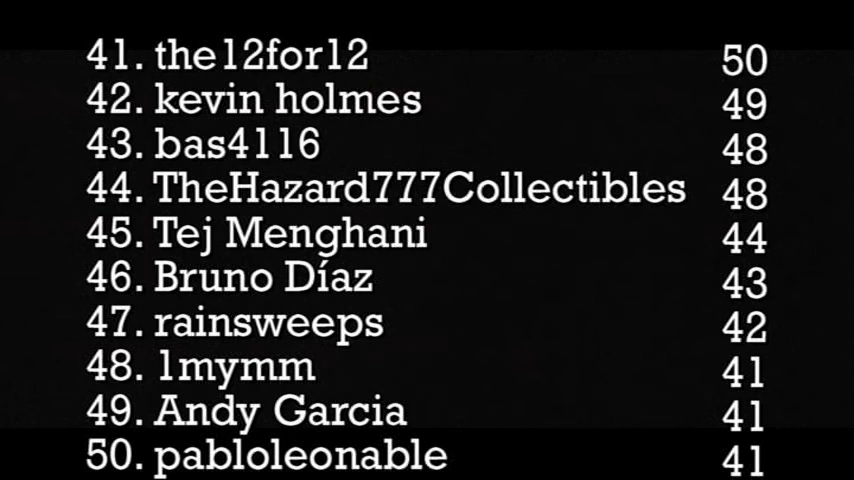 41. the12for12 50
42. kevin holmes 49
43. bas4116 48
44. TheHazard777Collectibles 48
45. Tej Menghani 44
46. Bruno Díaz 43
47. rainsweeps 42
48. 1mymm 41
49. Andy Garcia 41
50. pabloleonable 41